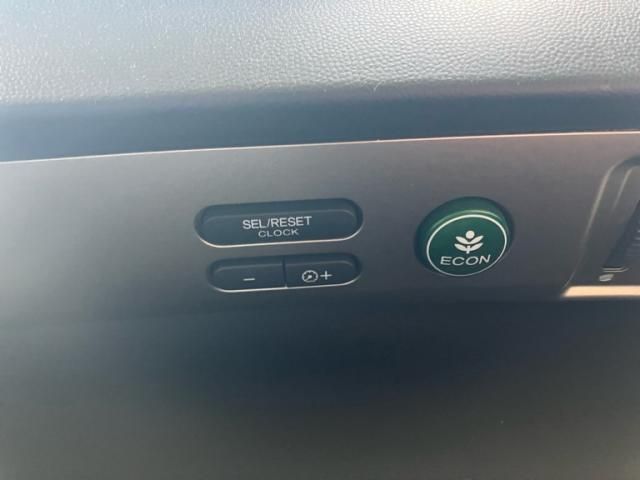 SEL/RESET
CLOCK
− +
ECON